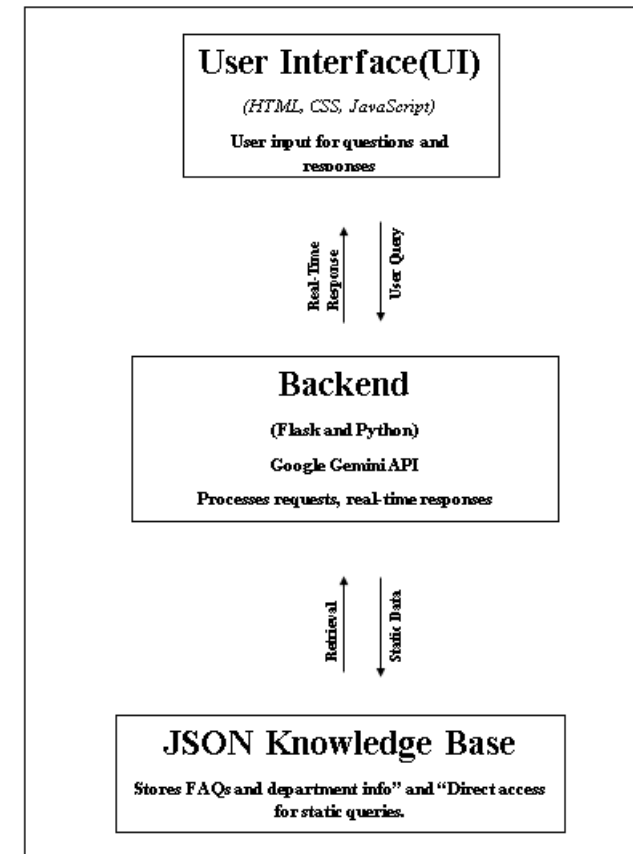 User Interface(UI)
(HTML, CSS, JavaScript)
User input for questions and
responses
Real-Time
Response
User Query
Backend
(Flask and Python)
Google Gemini API
Processes requests, real-time responses
Retrieval
Static Data
JSON Knowledge Base
Stores FAQs and department info” and “Direct access
for static queries.